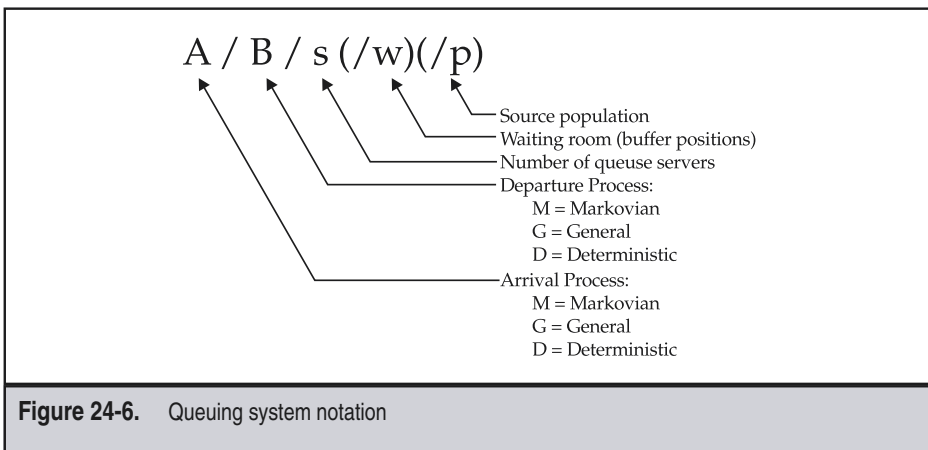 A / B / s (/w)(/p)
Source population
Waiting room (buffer positions)
Number of queuse servers
Departure Process:
M = Markovian
G = General
D = Deterministic
Arrival Process:
M = Markovian
G = General
D = Deterministic
Figure 24-6. Queuing system notation